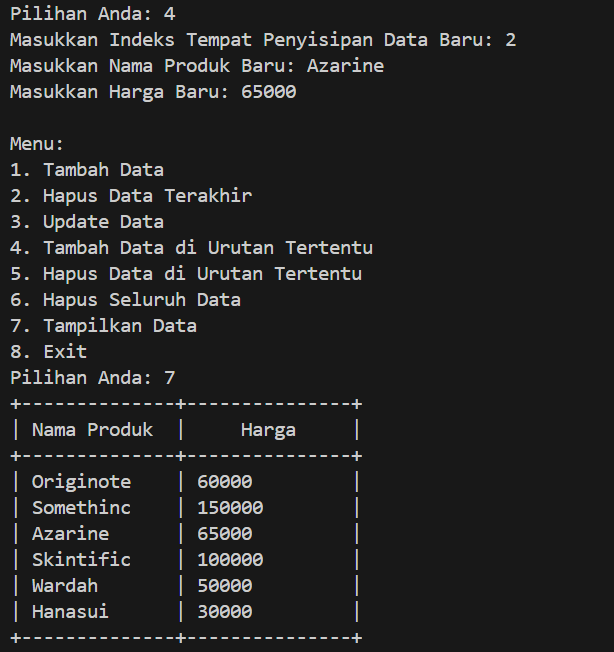 Pilihan Anda: 4
Masukkan Indeks Tempat Penyisipan Data Baru: 2
Masukkan Nama Produk Baru: Azarine
Masukkan Harga Baru: 65000

Menu:
1. Tambah Data
2. Hapus Data Terakhir
3. Update Data
4. Tambah Data di Urutan Tertentu
5. Hapus Data di Urutan Tertentu
6. Hapus Seluruh Data
7. Tampilkan Data
8. Exit
Pilihan Anda: 7
+--------------+---------------+
| Nama Produk  |     Harga     |
+--------------+---------------+
| Originote    | 60000         |
| Somethinc    | 150000        |
| Azarine      | 65000         |
| Skintific    | 100000        |
| Wardah       | 50000         |
| Hanasui      | 30000         |
+--------------+---------------+